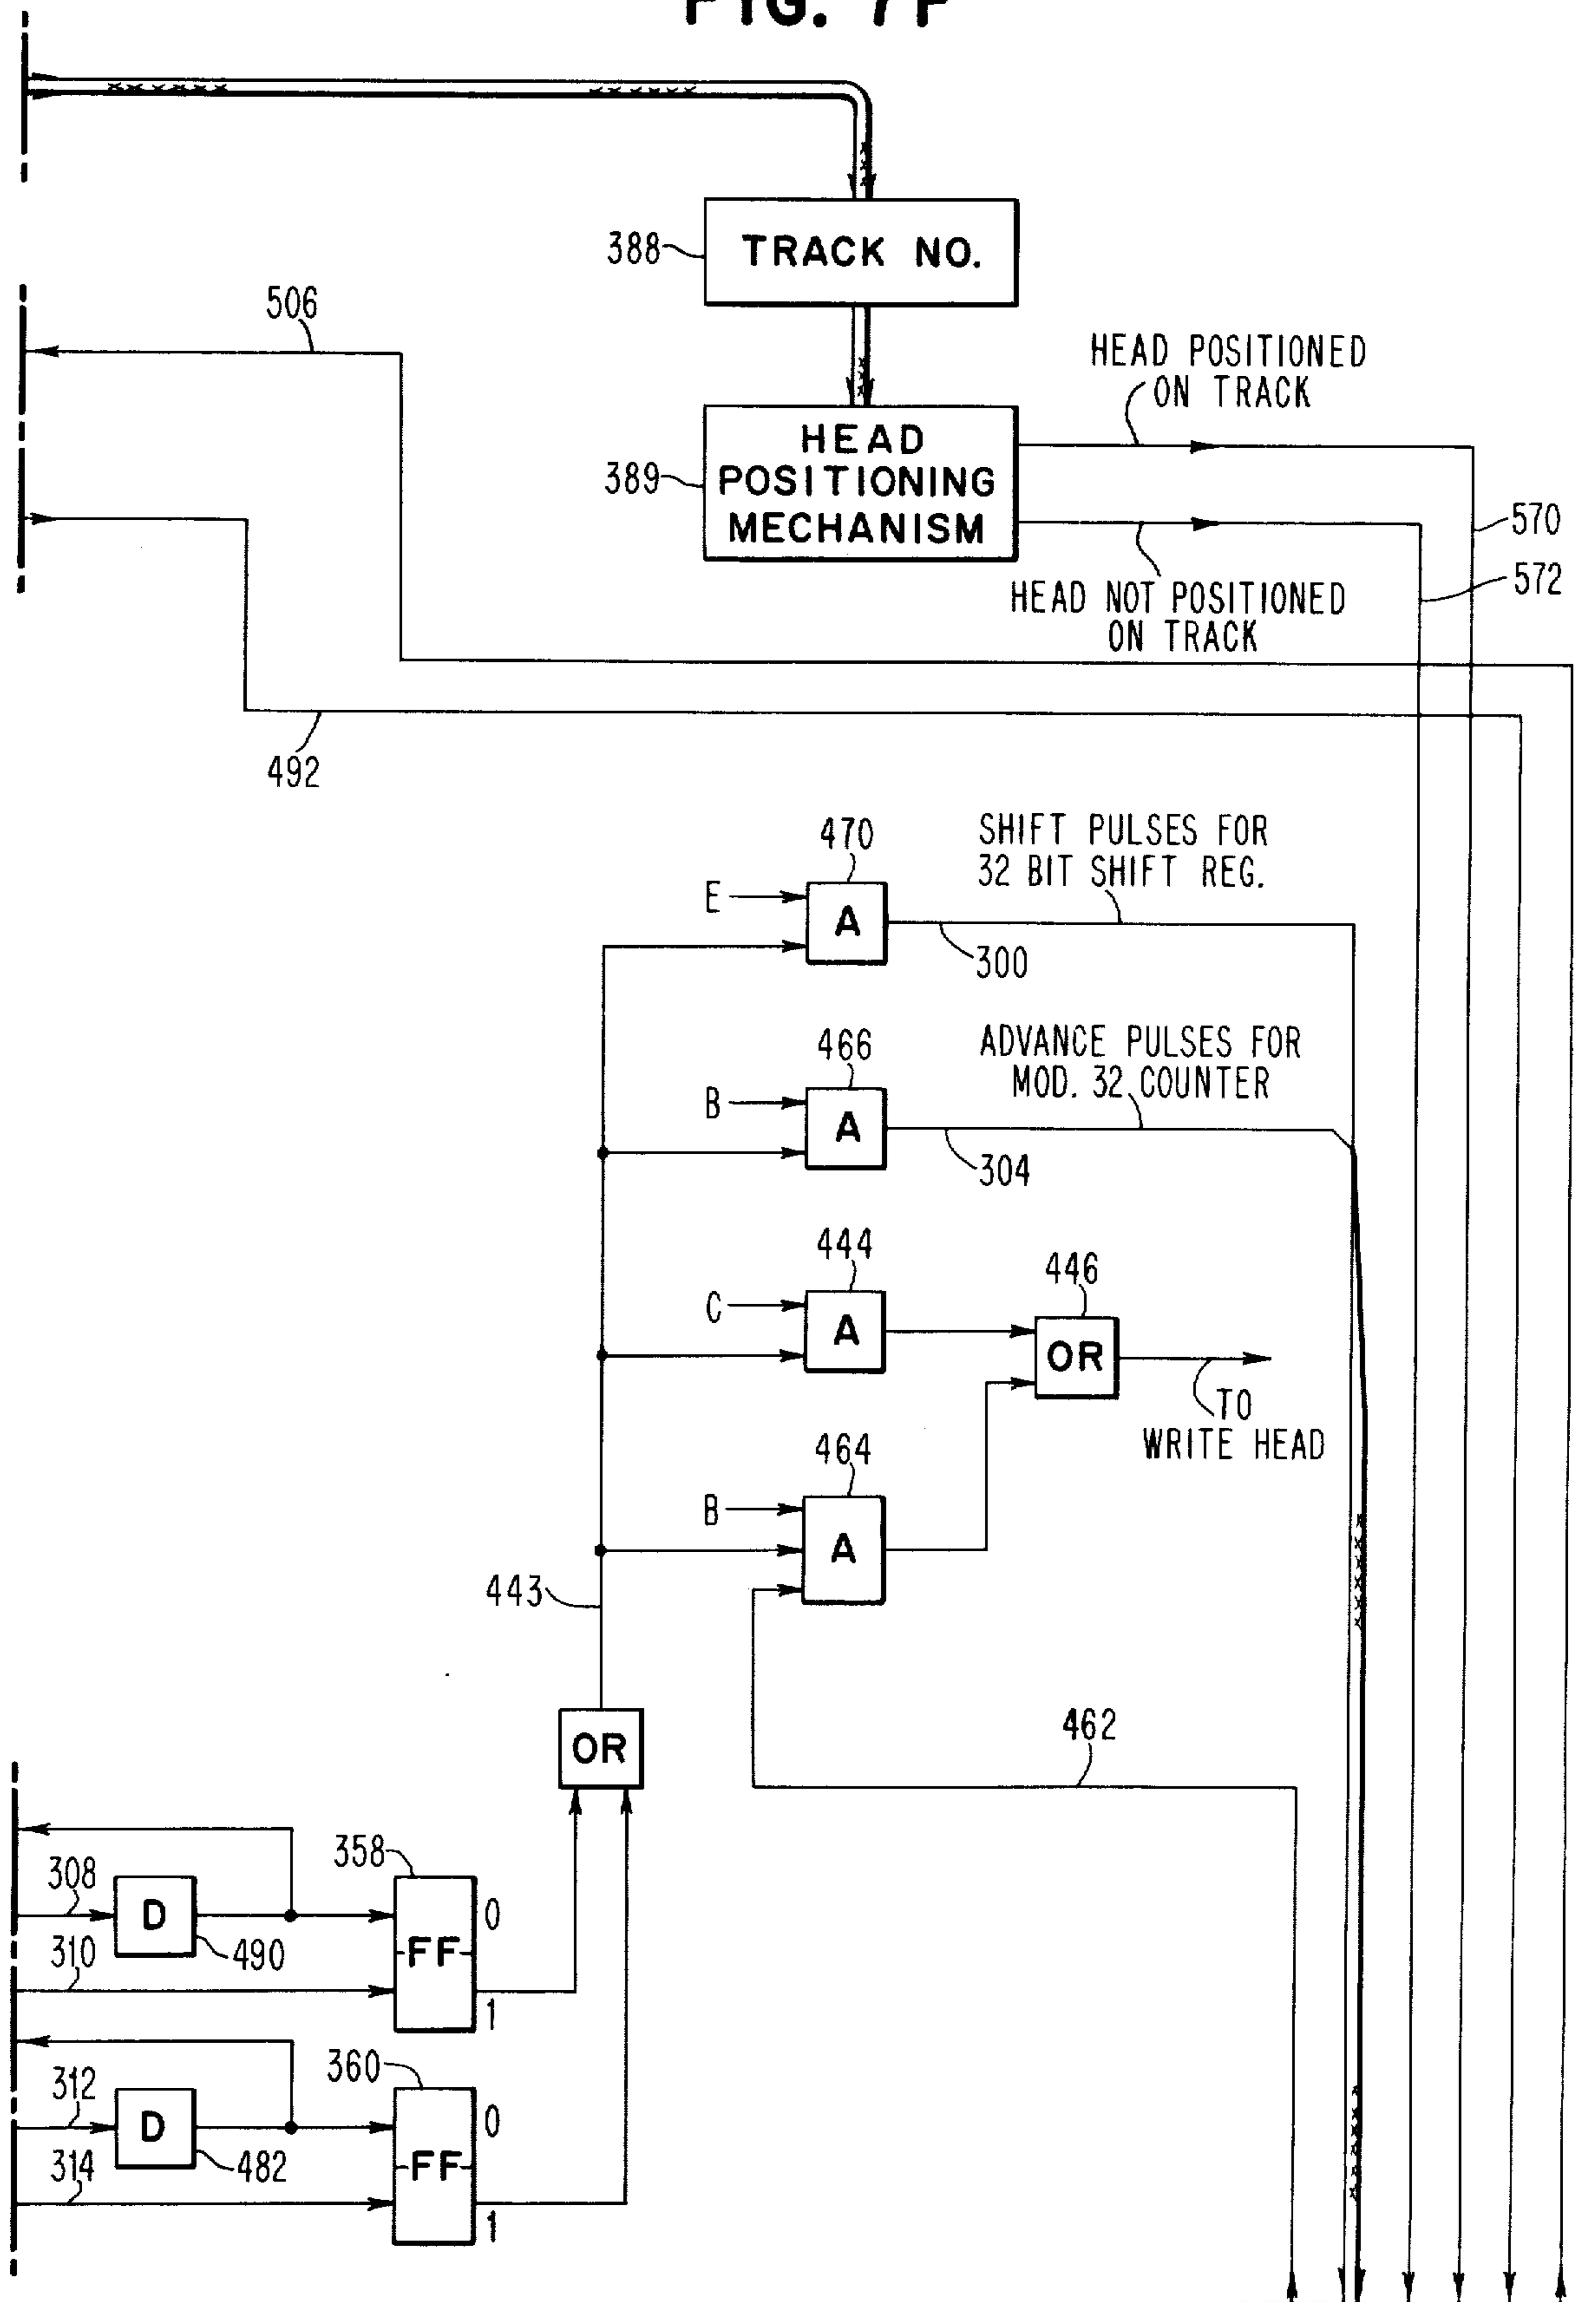 FIG. 7F
388
TRACK NO.
506
HEAD POSITIONED
ON TRACK
389
HEAD
POSITIONING
MECHANISM
570
572
HEAD NOT POSITIONED
ON TRACK
492
470
SHIFT PULSES FOR
32 BIT SHIFT REG.
E
A
300
466
ADVANCE PULSES FOR
MOD. 32 COUNTER
B
A
304
444
446
C
A
OR
TO
WRITE HEAD
464
B
A
443
462
OR
358
308
D
0
490
FF
310
1
360
312
D
0
482
FF
314
1